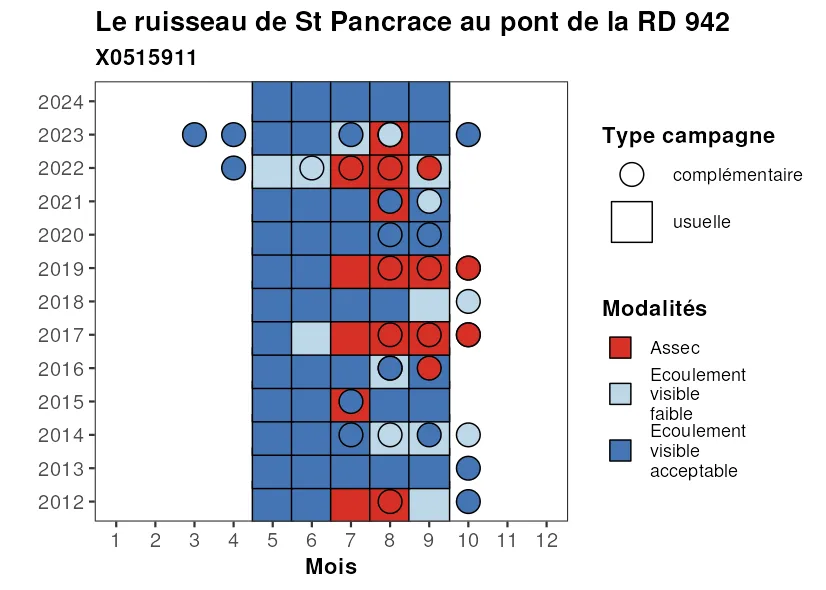 Le ruisseau de St Pancrace au pont de la RD 942
X0515911
2024
2023
2022
2021
2020
2019
2018
2017
2016
2015
2014
2013
2012
1 2 3 4 5 6 7 8 9 10 11 12
Mois
Type campagne
complémentaire
usuelle
Modalités
Assec
Ecoulement
visible
faible
Ecoulement
visible
acceptable